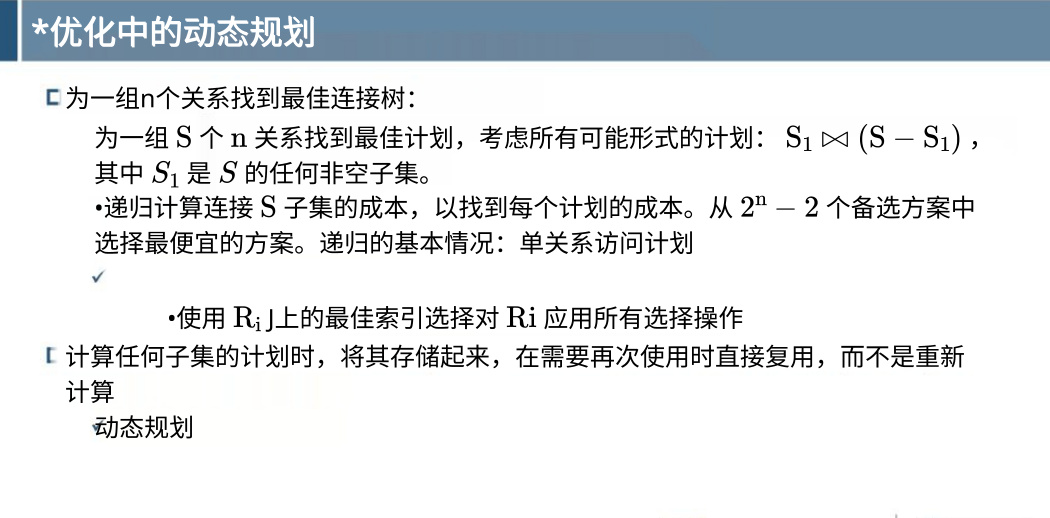 *优化中的动态规划
为一组n个关系找到最佳连接树：
为一组 S 个 n 关系找到最佳计划，考虑所有可能形式的计划： S₁ ⋈ (S − S₁)，
其中 S₁ 是 S 的任何非空子集。
•递归计算连接 S 子集的成本，以找到每个计划的成本。从 2ⁿ − 2 个备选方案中
选择最便宜的方案。递归的基本情况：单关系访问计划
✓
•使用 Rᵢ J上的最佳索引选择对 Ri 应用所有选择操作
计算任何子集的计划时，将其存储起来，在需要再次使用时直接复用，而不是重新
计算
动态规划